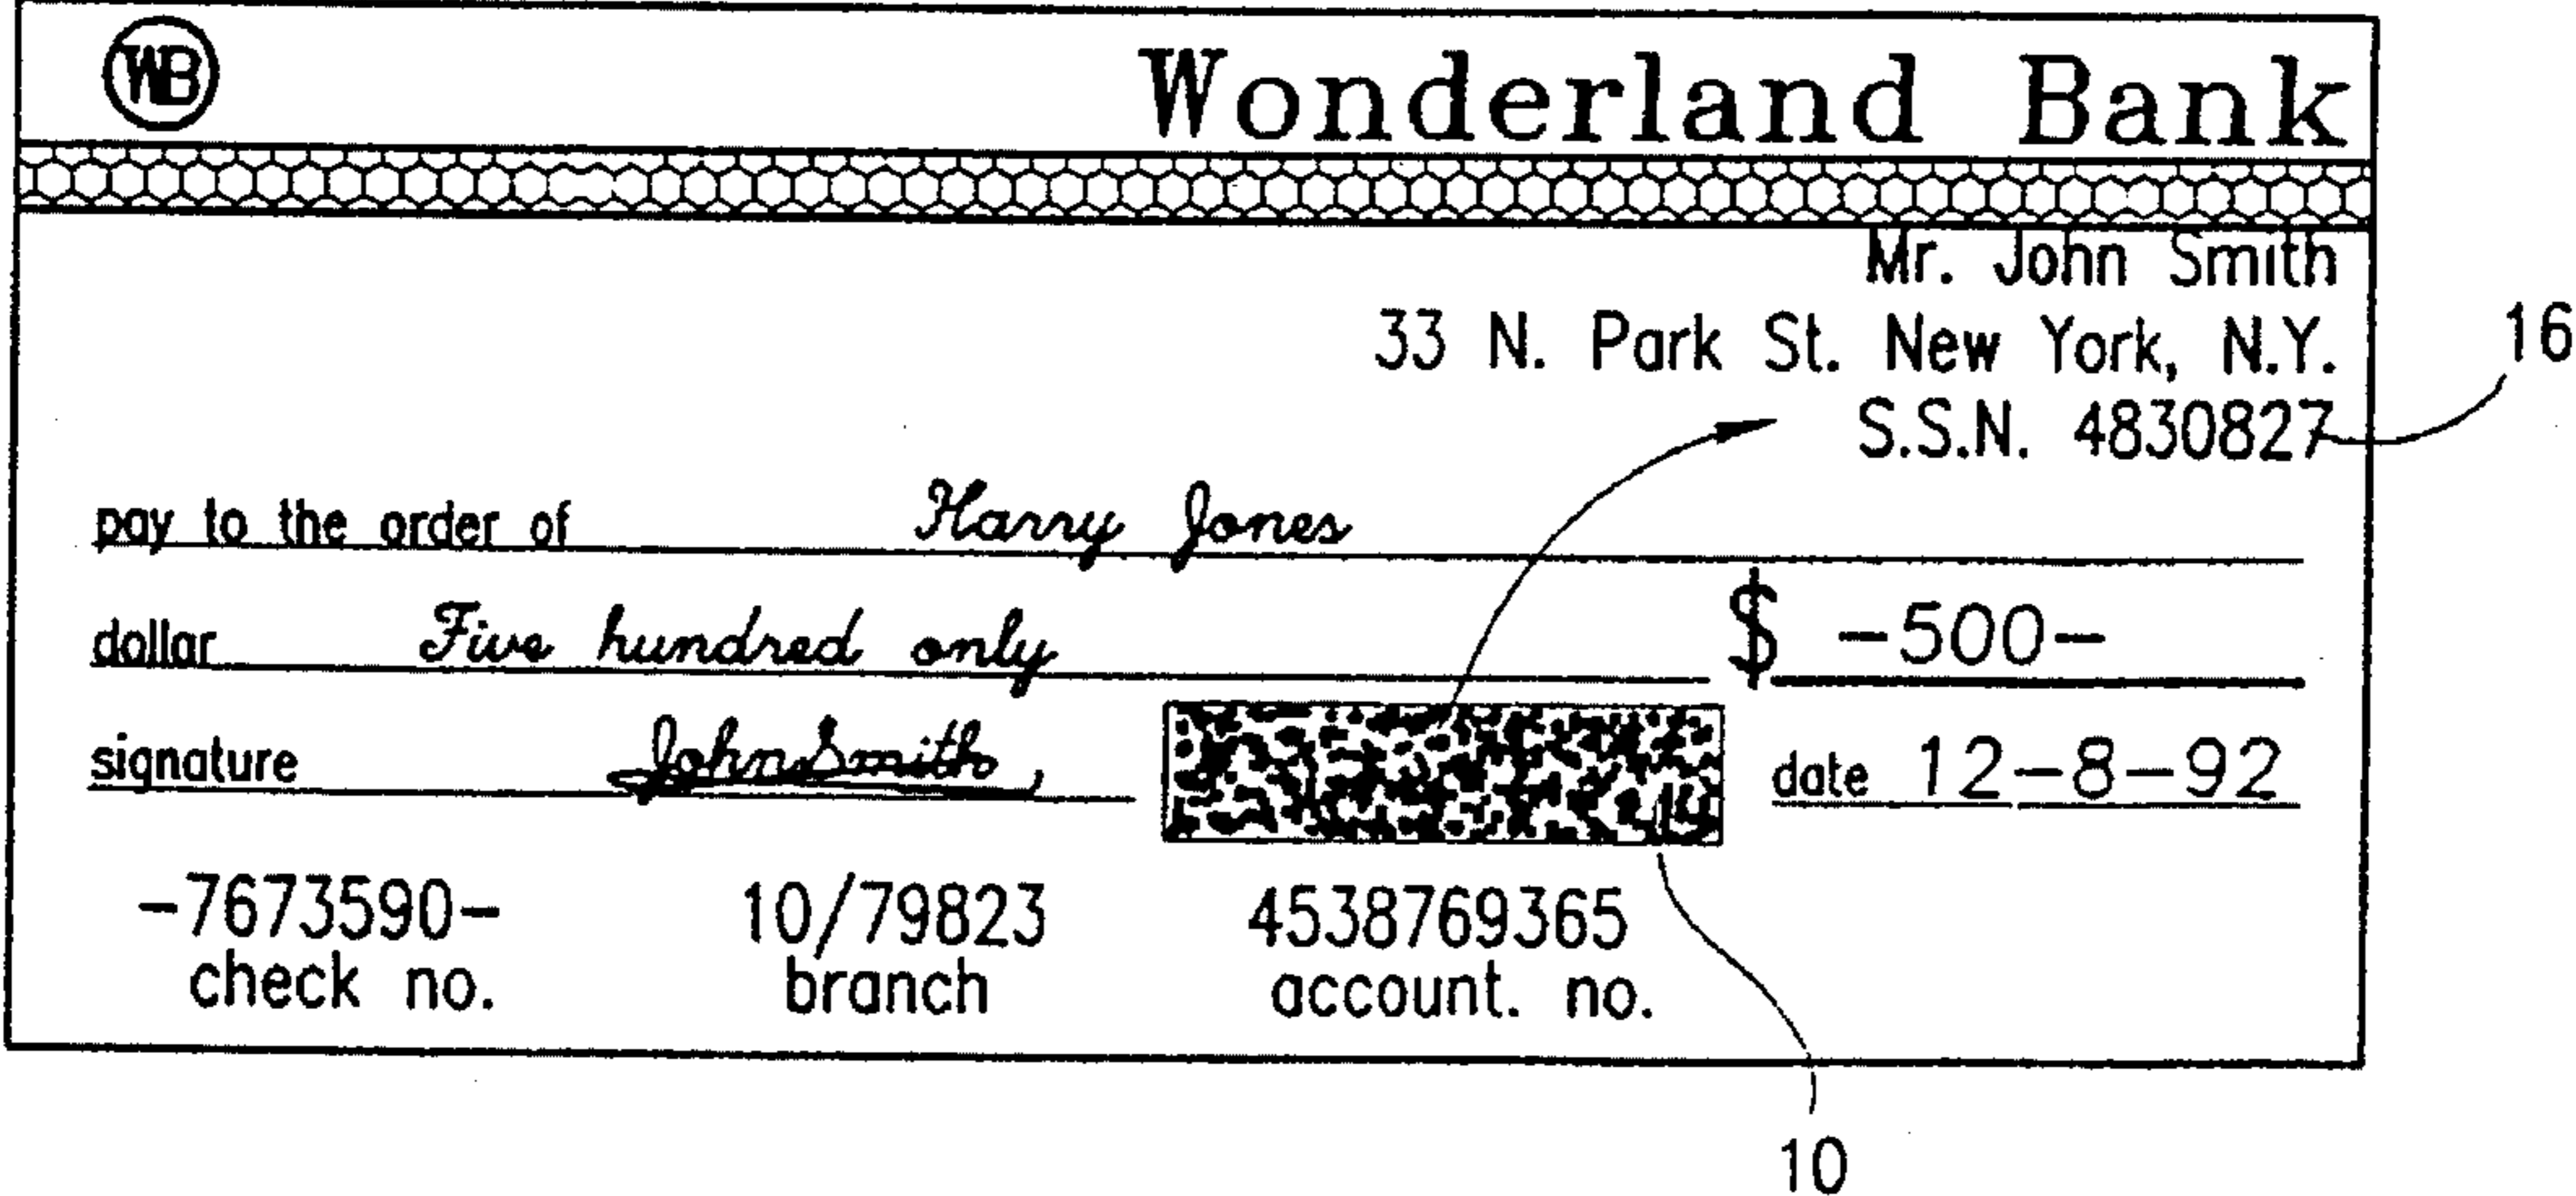 WB Wonderland Bank
Mr. John Smith
33 N. Park St. New York, N.Y.
S.S.N. 4830827
16
pay to the order of Harry Jones
dollar Five hundred only $ -500-
signature John Smith date 12-8-92
-7673590- 10/79823 4538769365
check no. branch account. no.
10